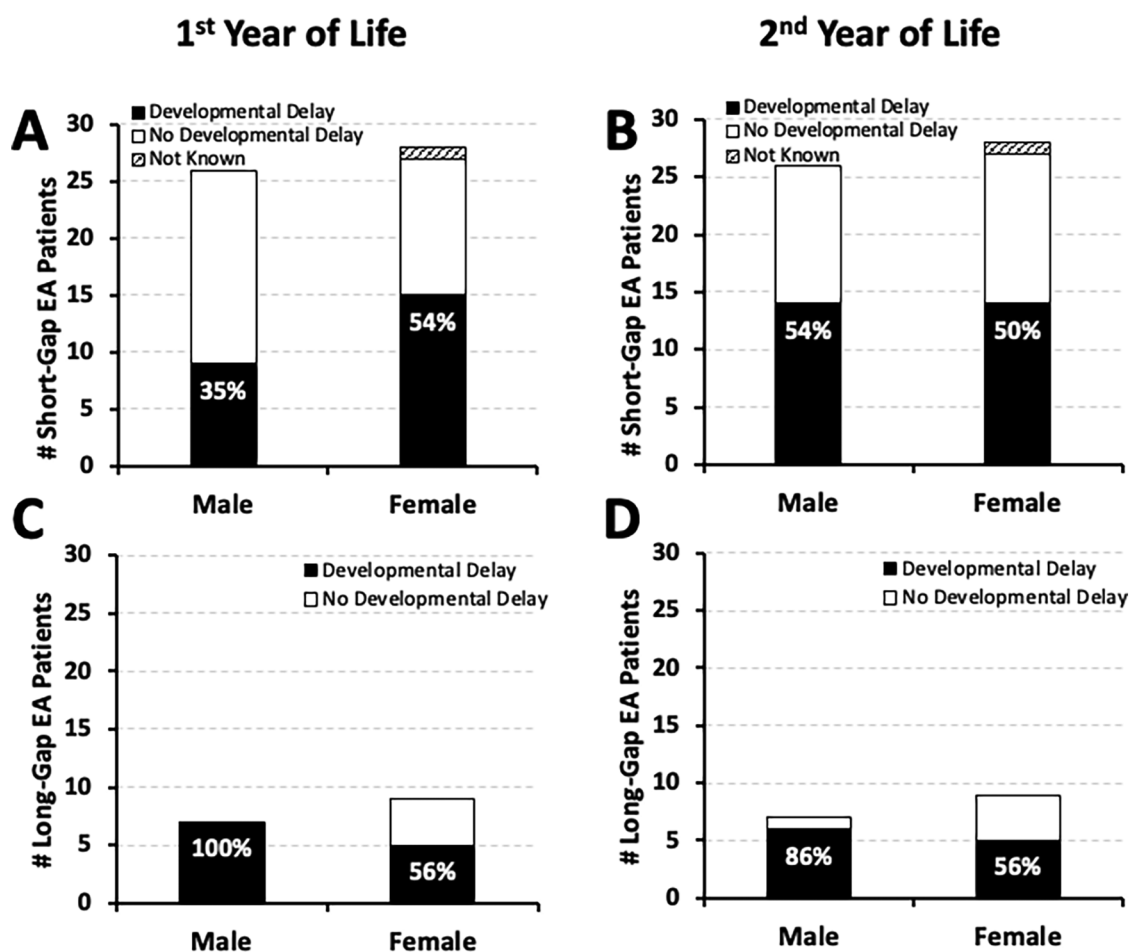 1st Year of Life
2nd Year of Life
A
Developmental Delay
No Developmental Delay
Not Known
# Short-Gap EA Patients
30
25
20
15
10
5
0
35%
54%
Male
Female
B
Developmental Delay
No Developmental Delay
Not Known
# Short-Gap EA Patients
30
25
20
15
10
5
0
54%
50%
Male
Female
C
Developmental Delay
No Developmental Delay
# Long-Gap EA Patients
30
25
20
15
10
5
0
100%
56%
Male
Female
D
Developmental Delay
No Developmental Delay
# Long-Gap EA Patients
30
25
20
15
10
5
0
86%
56%
Male
Female